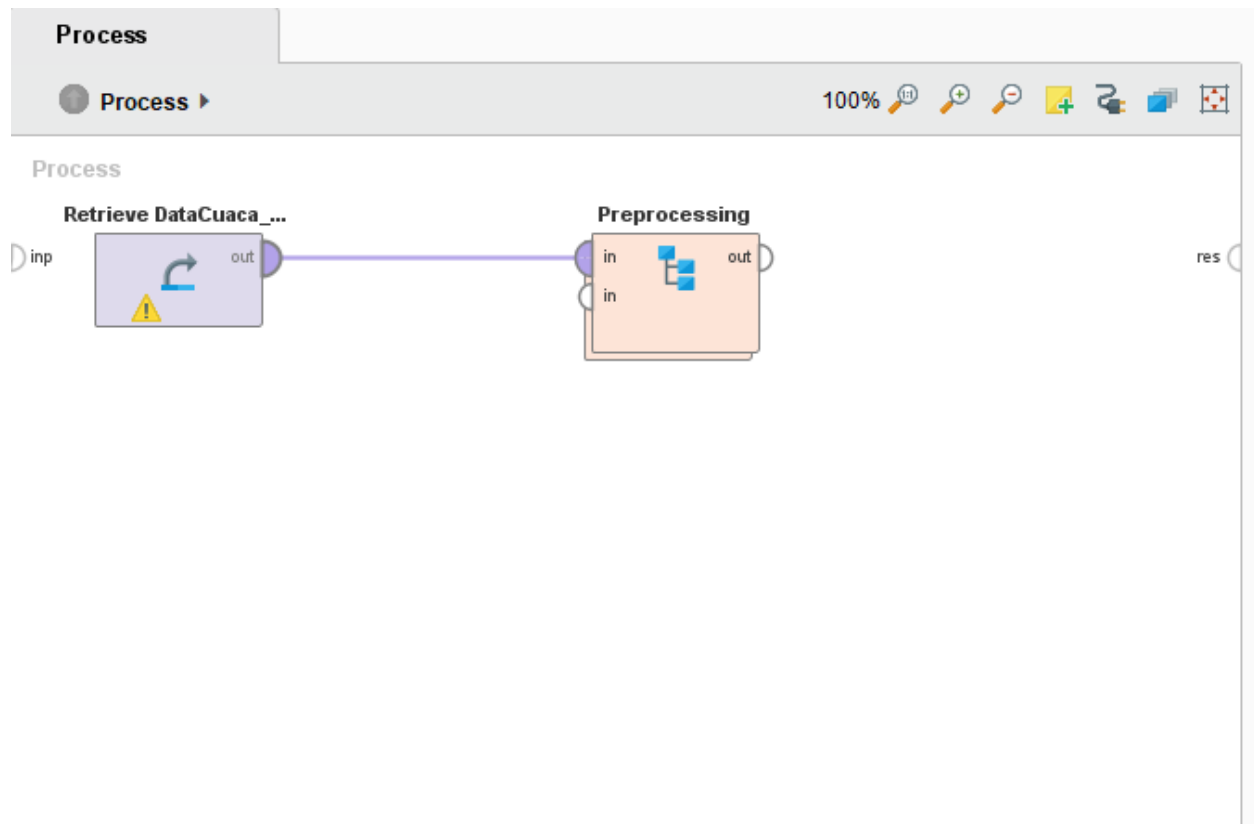 Process
Process
100%
Process
Retrieve DataCuaca_...
Preprocessing
inp
out
in
out
res
in